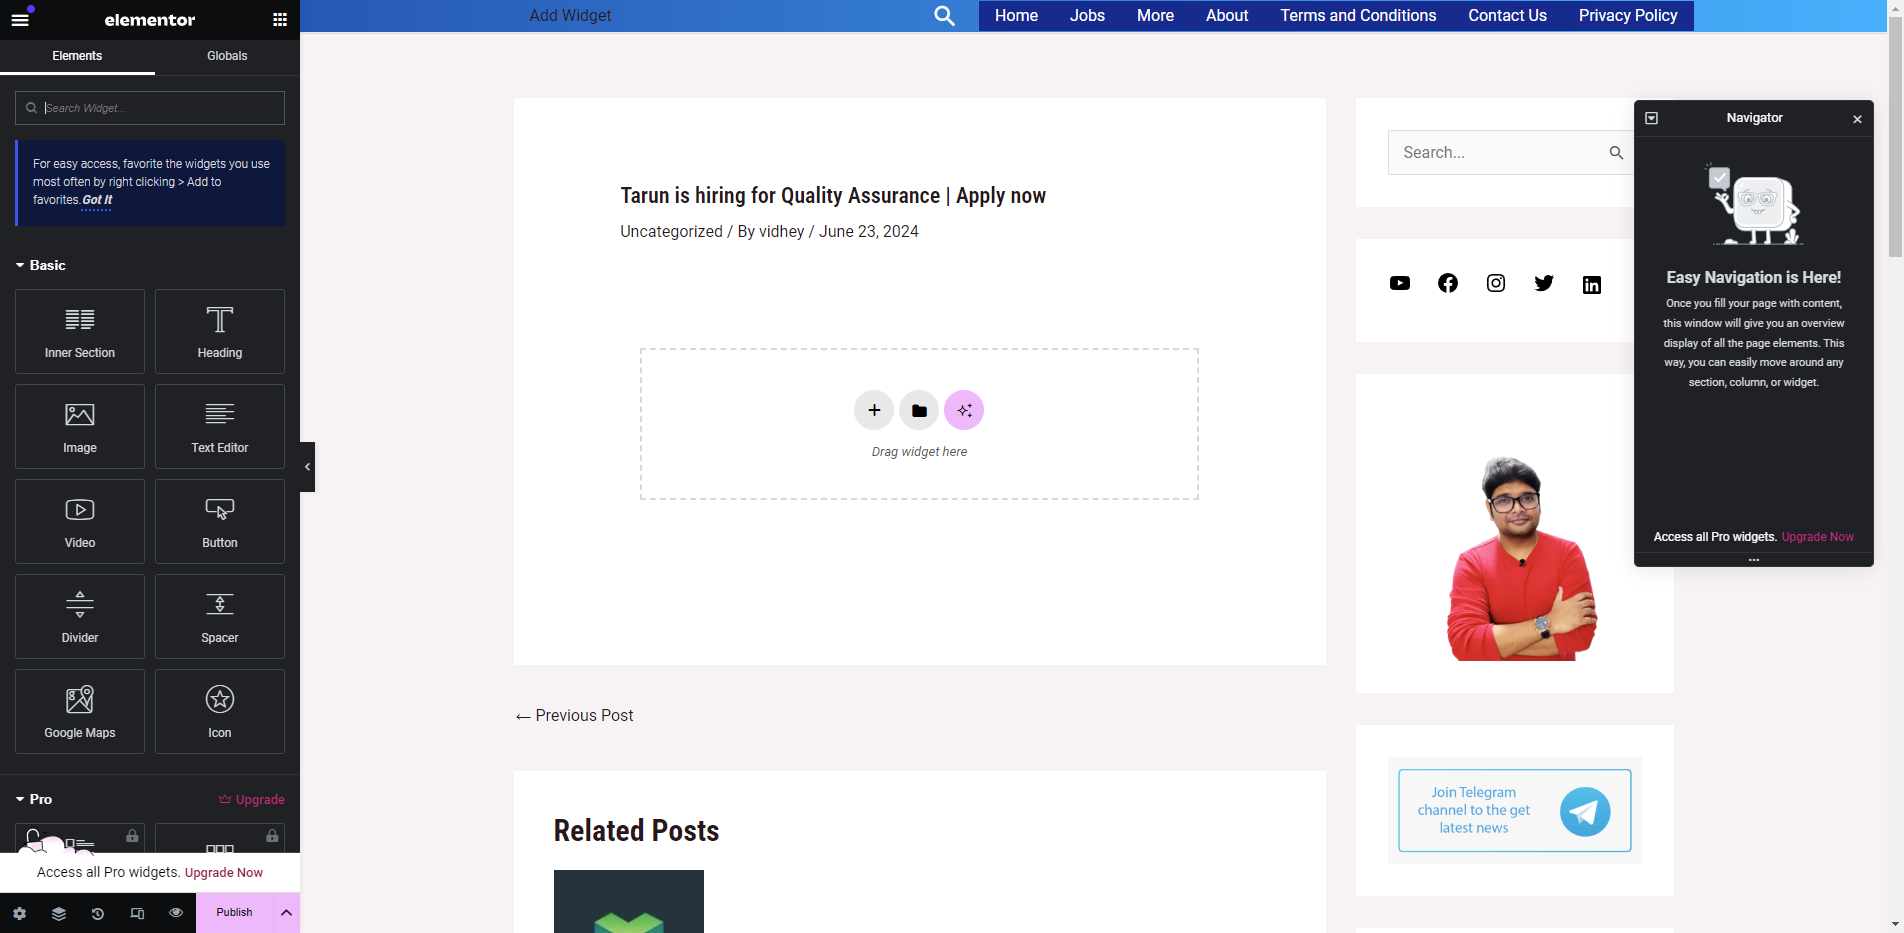 elementor
Elements
Globals
Search Widget...
For easy access, favorite the widgets you use
most often by right clicking > Add to
favorites. Got It
Basic
Inner Section
Heading
Image
Text Editor
Video
Button
Divider
Spacer
Google Maps
Icon
Pro
Upgrade
Access all Pro widgets. Upgrade Now
Publish
Add Widget
Home
Jobs
More
About
Terms and Conditions
Contact Us
Privacy Policy
Tarun is hiring for Quality Assurance | Apply now
Uncategorized / By vidhey / June 23, 2024
Drag widget here
← Previous Post
Related Posts
Search...
Join Telegram
channel to the get
latest news
Navigator
Easy Navigation is Here!
Once you fill your page with content,
this window will give you an overview
display of all the page elements. This
way, you can easily move around any
section, column, or widget.
Access all Pro widgets. Upgrade Now